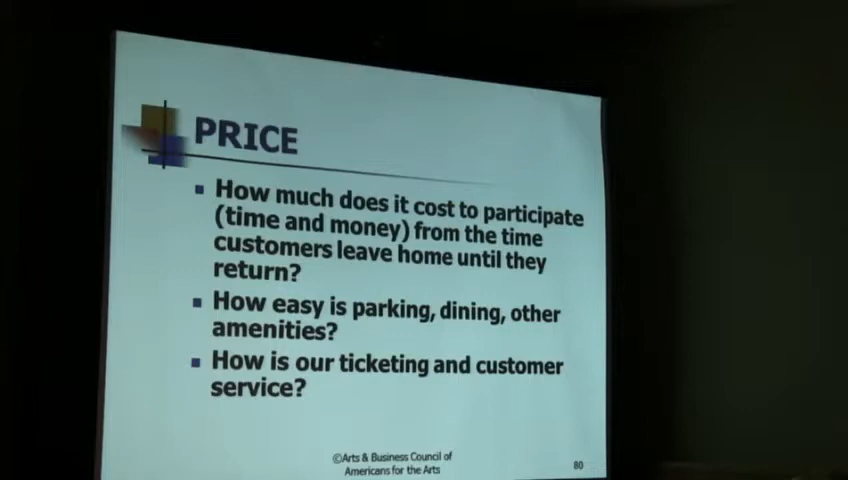 PRICE
How much does it cost to participate
(time and money) from the time
customers leave home until they
return?
How easy is parking, dining, other
amenities?
How is our ticketing and customer
service?
©Arts & Business Council of
Americans for the Arts
80